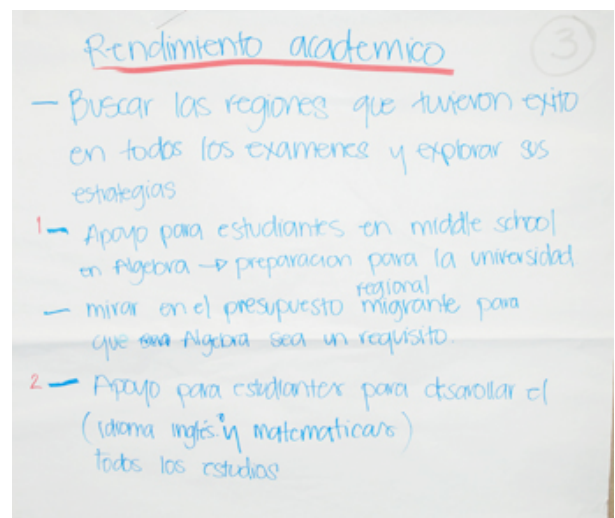 Rendimiento academico
3
— Buscar las regiones que tuvieron exito
en todos los examenes y explorar sus
estrategias
1 — Apoyo para estudiantes en middle school
en Algebra → preparacion para la universidad.
regional
— mirar en el presupuesto migrante para
que Algebra sea un requisito.
2 — Apoyo para estudiantes para desarollar el
(idioma inglés y matematicas)
todos los estudios